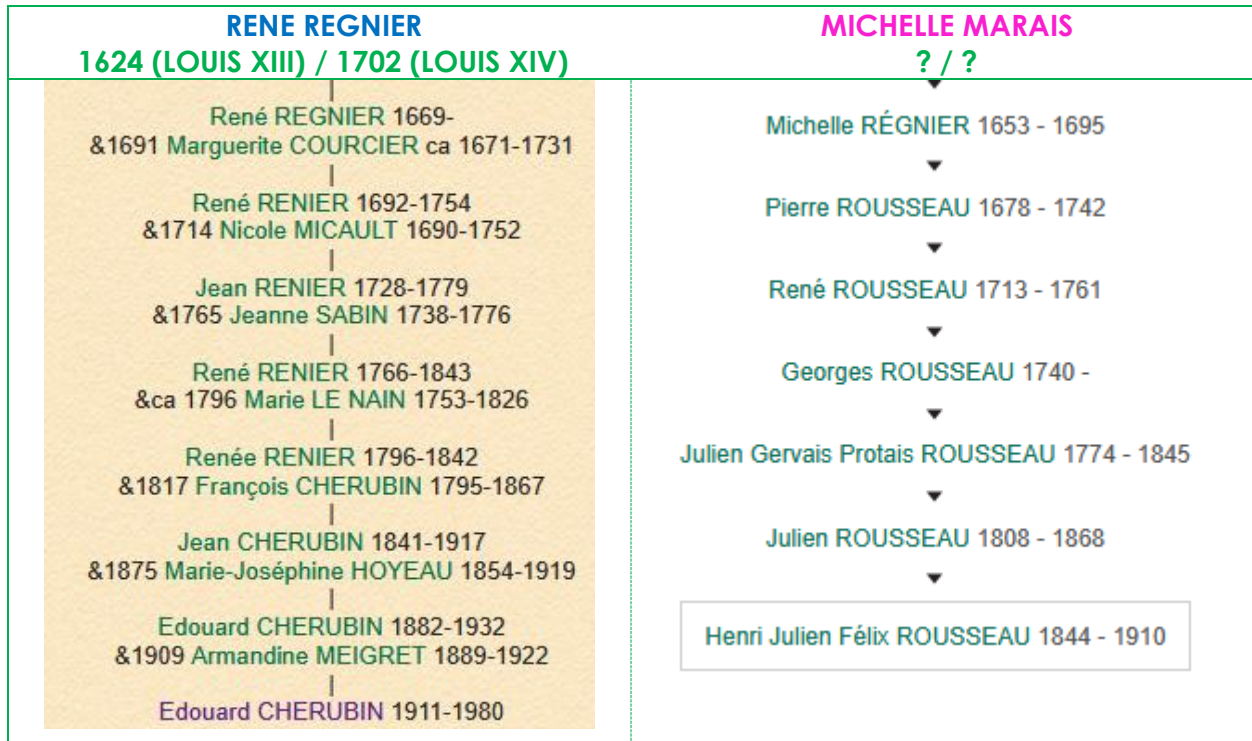 RENE REGNIER
1624 (LOUIS XIII) / 1702 (LOUIS XIV)
MICHELLE MARAIS
? / ?
René REGNIER 1669-
&1691 Marguerite COURCIER ca 1671-1731
René RENIER 1692-1754
&1714 Nicole MICAULT 1690-1752
Jean RENIER 1728-1779
&1765 Jeanne SABIN 1738-1776
René RENIER 1766-1843
&ca 1796 Marie LE NAIN 1753-1826
Renée RENIER 1796-1842
&1817 François CHERUBIN 1795-1867
Jean CHERUBIN 1841-1917
&1875 Marie-Joséphine HOYEAU 1854-1919
Edouard CHERUBIN 1882-1932
&1909 Armandine MEIGRET 1889-1922
Edouard CHERUBIN 1911-1980
Michelle RÉGNIER 1653 - 1695
Pierre ROUSSEAU 1678 - 1742
René ROUSSEAU 1713 - 1761
Georges ROUSSEAU 1740 -
Julien Gervais Protais ROUSSEAU 1774 - 1845
Julien ROUSSEAU 1808 - 1868
Henri Julien Félix ROUSSEAU 1844 - 1910